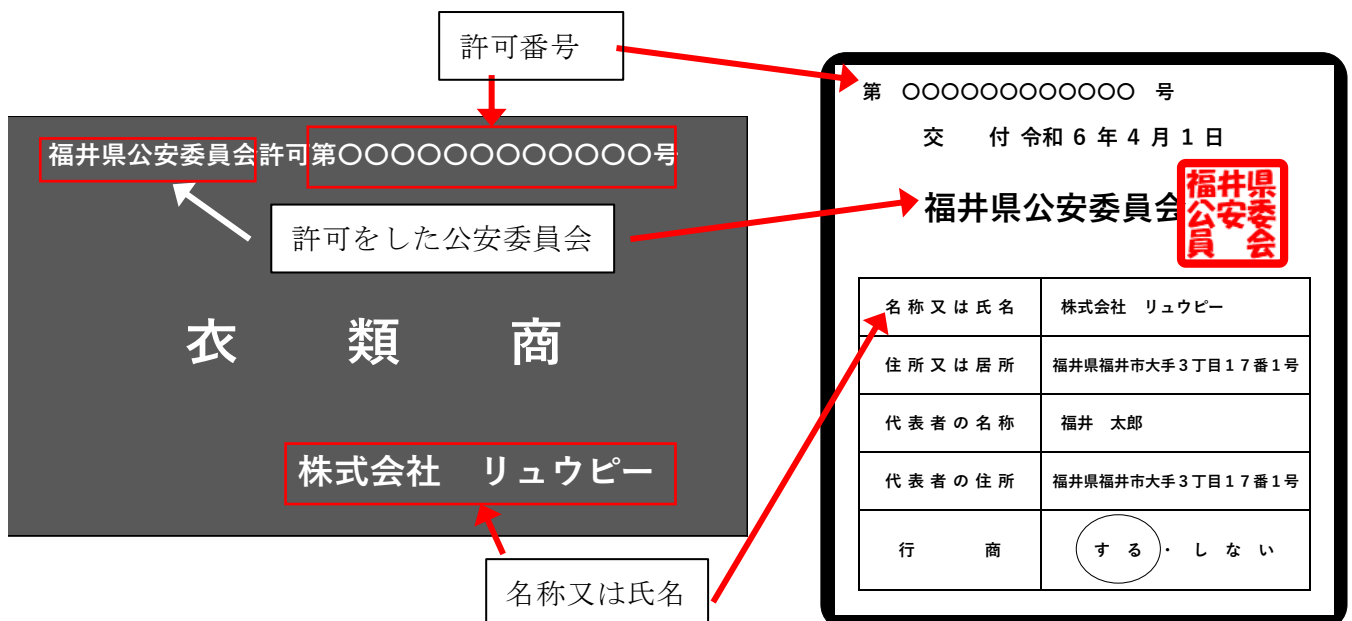 許可番号
福井県公安委員会許可第〇〇〇〇〇〇〇〇〇〇〇〇号
許可をした公安委員会
衣類商
株式会社　リュウピー
名称又は氏名
第　〇〇〇〇〇〇〇〇〇〇〇〇　号
交　付 令和６年４月１日
福井県公安委員会
福井県公安委員会
名称又は氏名　株式会社　リュウピー
住所又は居所　福井県福井市大手３丁目１７番１号
代表者の名称　福井　太郎
代表者の住所　福井県福井市大手３丁目１７番１号
行商　する・しない